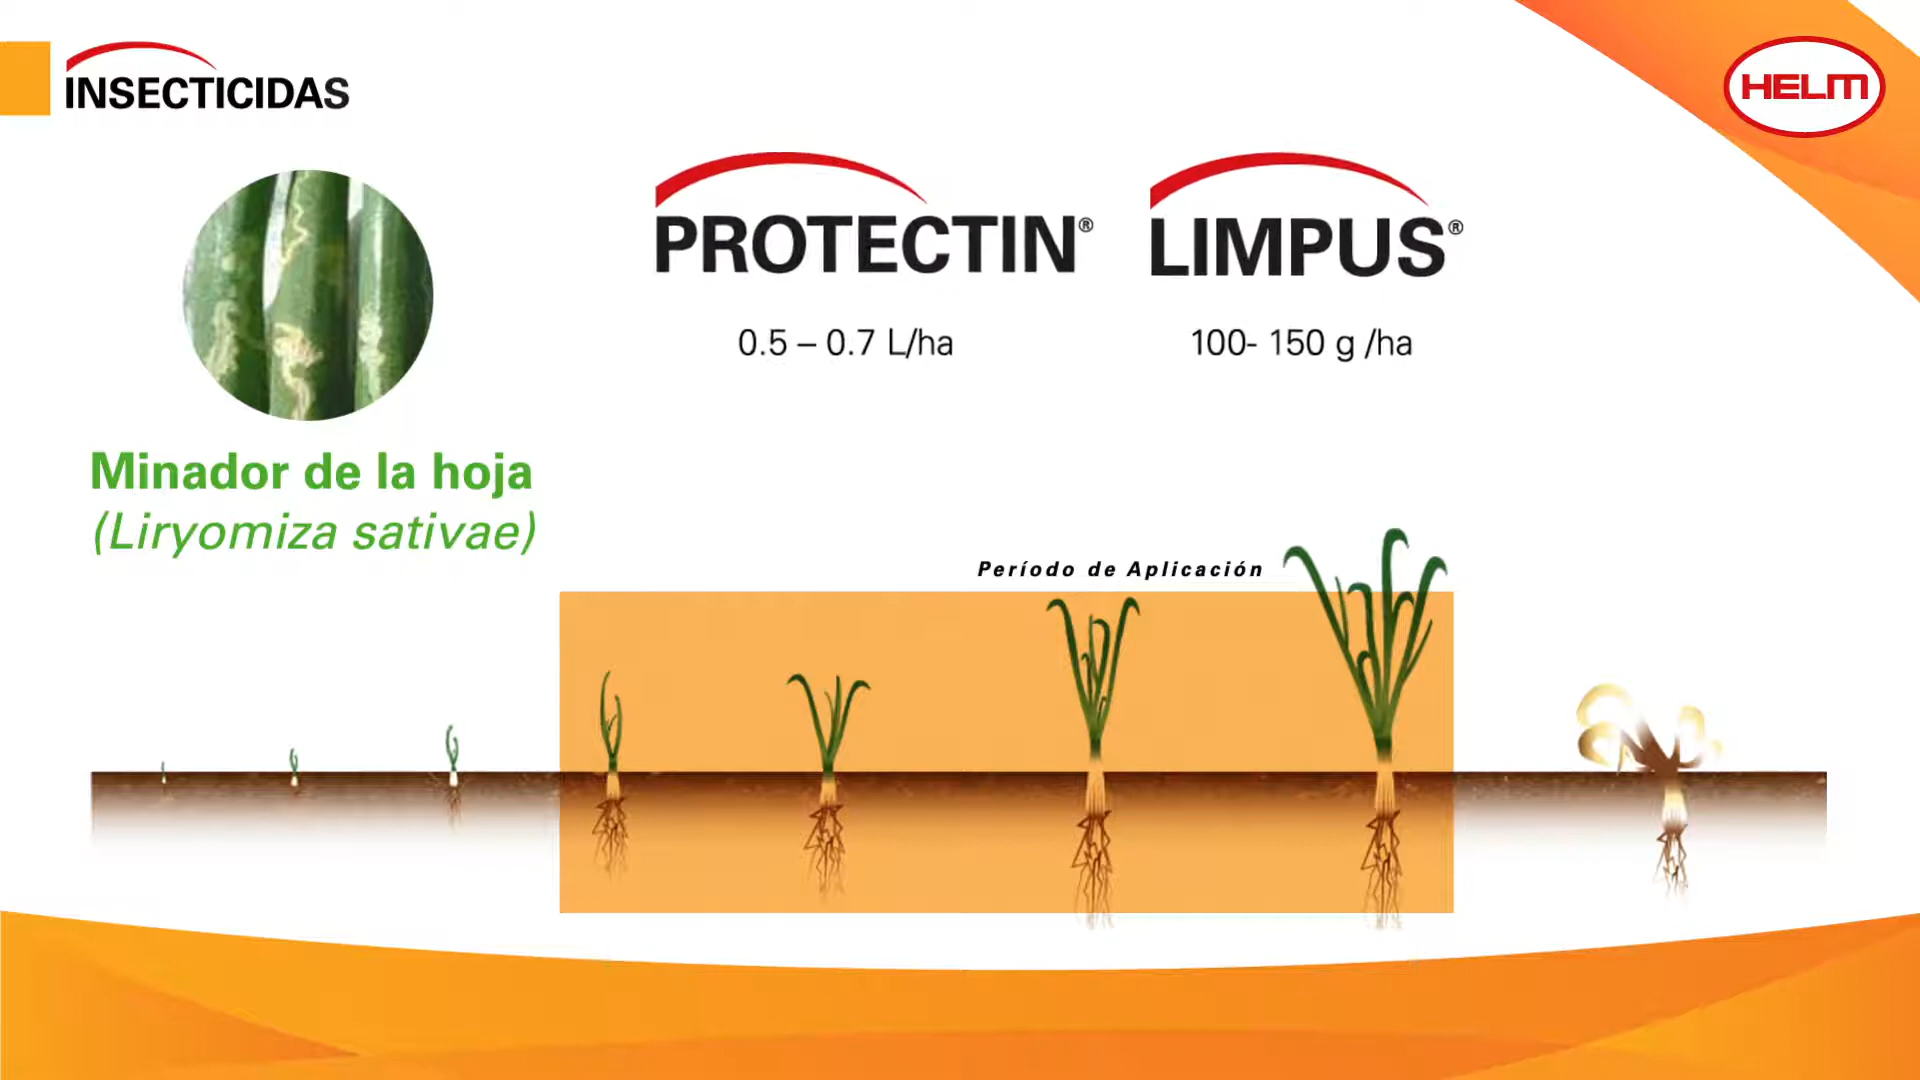 INSECTICIDAS
HELM
PROTECTIN®
LIMPUS®
0.5 – 0.7 L/ha
100- 150 g /ha
Minador de la hoja
(Liryomiza sativae)
Período de Aplicación